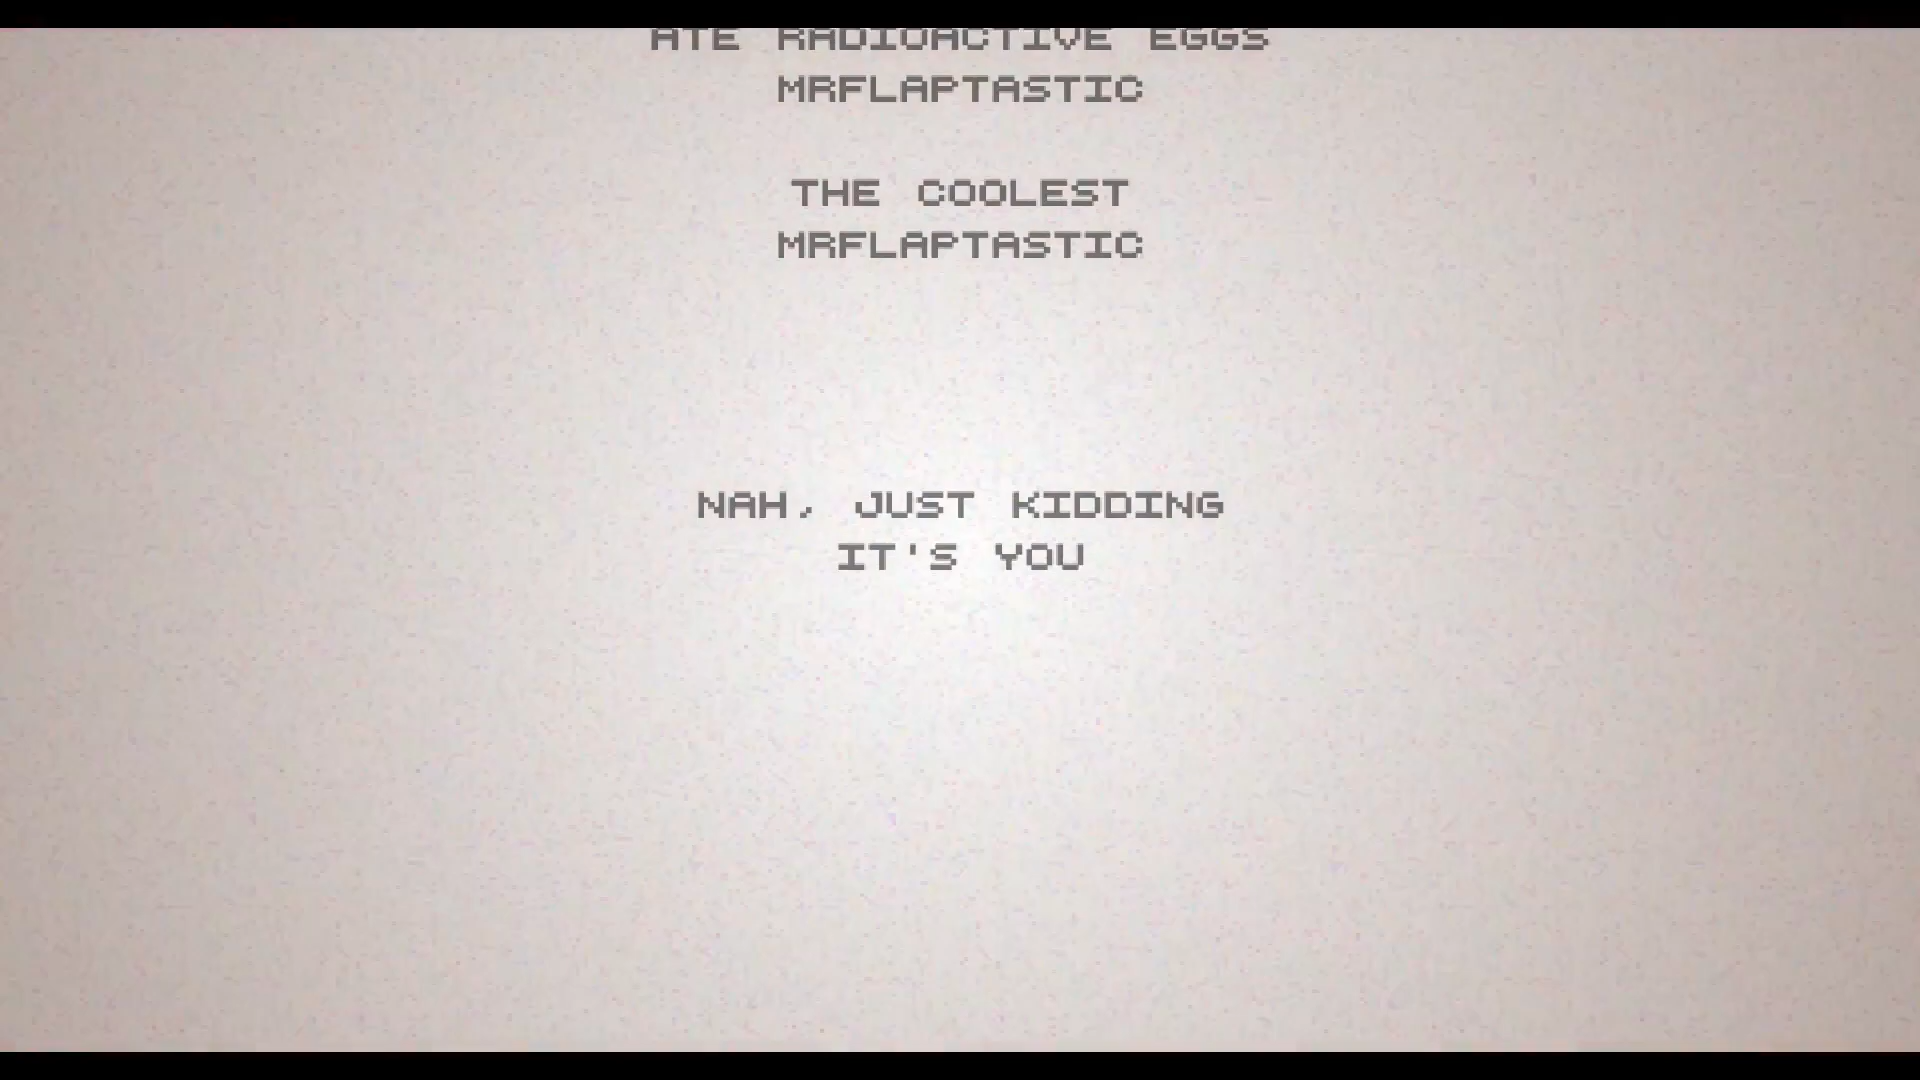 ATE RADIOACTIVE EGGS
MRFLAPTASTIC
THE COOLEST
MRFLAPTASTIC
NAH, JUST KIDDING
IT'S YOU